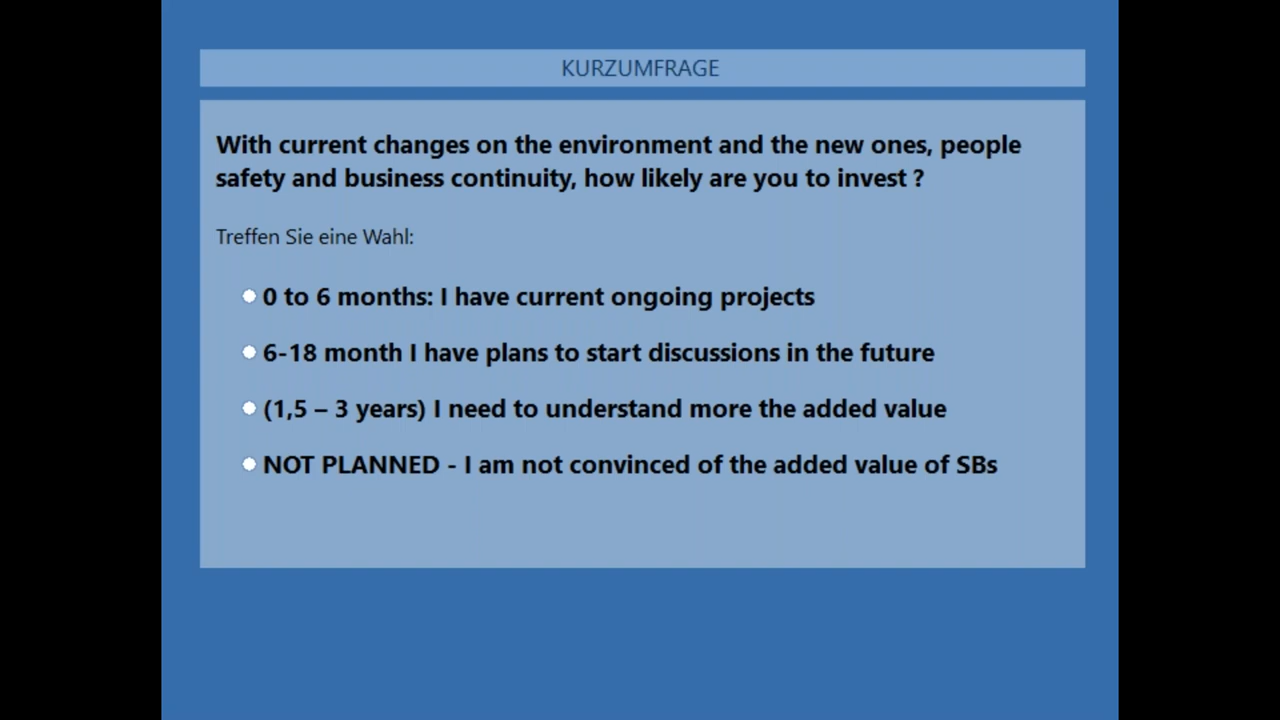 KURZUMFRAGE
With current changes on the environment and the new ones, people
safety and business continuity, how likely are you to invest ?
Treffen Sie eine Wahl:
0 to 6 months: I have current ongoing projects
6-18 month I have plans to start discussions in the future
(1,5 – 3 years) I need to understand more the added value
NOT PLANNED - I am not convinced of the added value of SBs